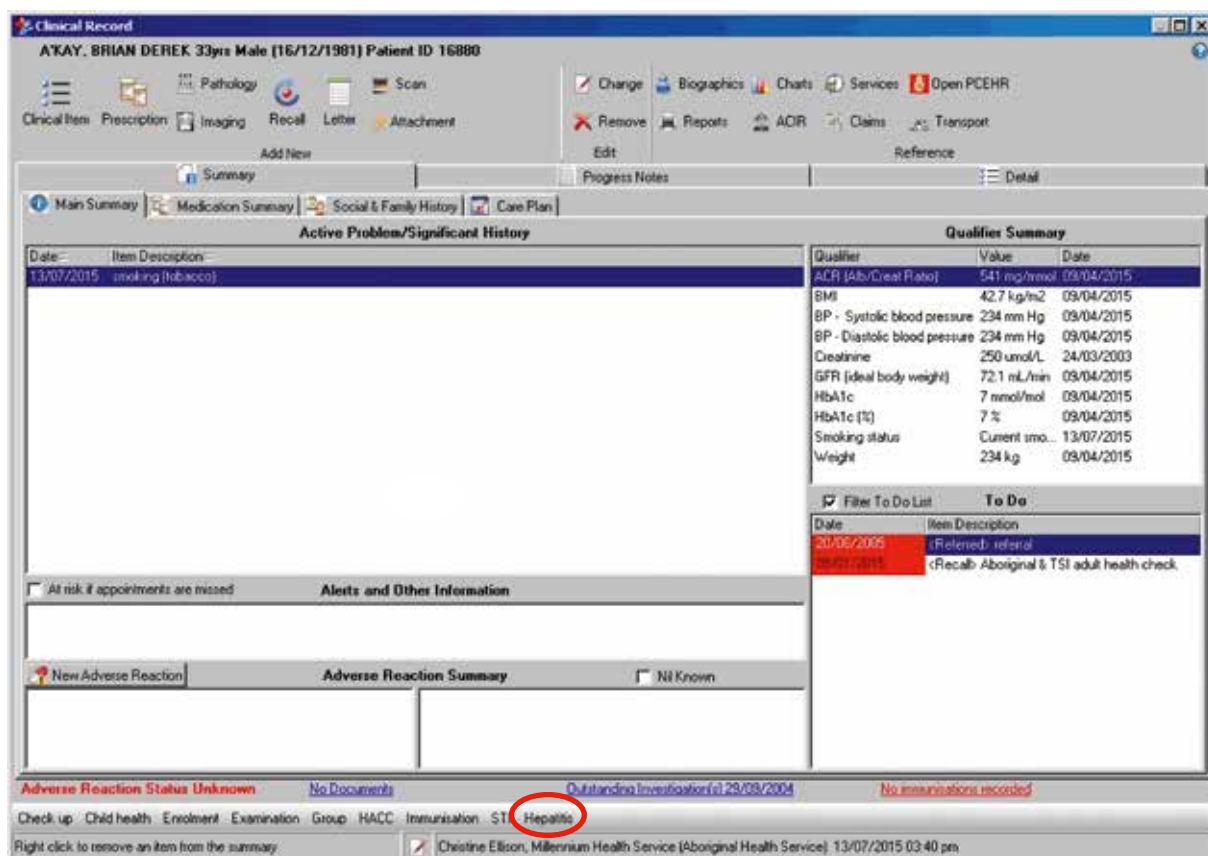 Clinical Record
A'KAY, BRIAN DEREK 33yrs Male (16/12/1981) Patient ID 16880
Clinical Item
Prescription
Pathology
Imaging
Recall
Letter
Scan
Attachment
Add New
Change
Remove
Edit
Biographics
Charts
Services
Open PCEHR
Reports
ACIR
Claims
Transport
Reference
Summary
Progress Notes
Detail
Main Summary
Medication Summary
Social & Family History
Care Plan
Active Problem/Significant History
Date Item Description
13/07/2015 smoking (tobacco)
Qualifier Summary
Qualifier Value Date
ACR (Alb/Creat Ratio) 541 mg/mmol 09/04/2015
BMI 42.7 kg/m2 09/04/2015
BP - Systolic blood pressure 234 mm Hg 09/04/2015
BP - Diastolic blood pressure 234 mm Hg 09/04/2015
Creatinine 250 umol/L 24/03/2003
GFR (ideal body weight) 72.1 mL/min 09/04/2015
HbA1c 7 mmol/mol 09/04/2015
HbA1c (%) 7 % 09/04/2015
Smoking status Current smo... 13/07/2015
Weight 234 kg 09/04/2015
Filter To Do List To Do
Date Item Description
<Referred> referral
<Recall> Aboriginal & TSI adult health check
At risk if appointments are missed
Alerts and Other Information
New Adverse Reaction
Adverse Reaction Summary
Nil Known
Adverse Reaction Status Unknown
No Documents
Outstanding Investigation(s) 29/09/2004
No immunisations recorded
Check up Child health Enrolment Examination Group HACC Immunisation STI Hepatitis
Right click to remove an item from the summary
Christine Ellison, Millennium Health Service (Aboriginal Health Service) 13/07/2015 03:40 pm